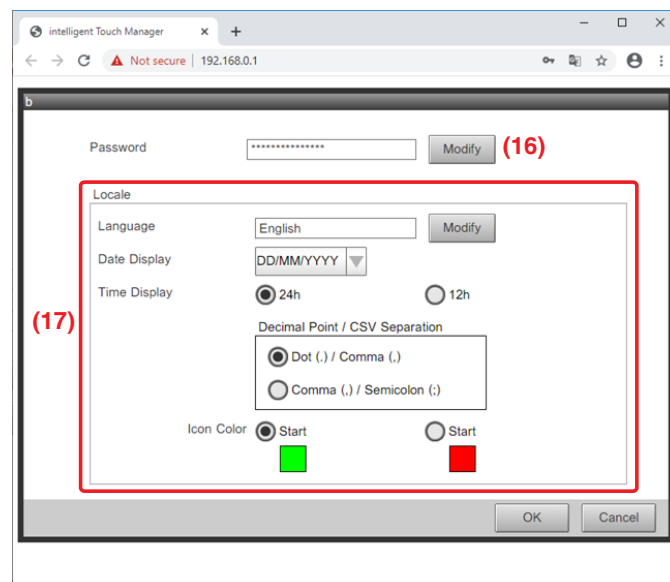 intelligent Touch Manager
Not secure | 192.168.0.1
b
Password *************** Modify (16)
Locale
Language English Modify
Date Display DD/MM/YYYY
Time Display 24h 12h
(17)
Decimal Point / CSV Separation
Dot (.) / Comma (,)
Comma (,) / Semicolon (;)
Icon Color Start Start
OK Cancel